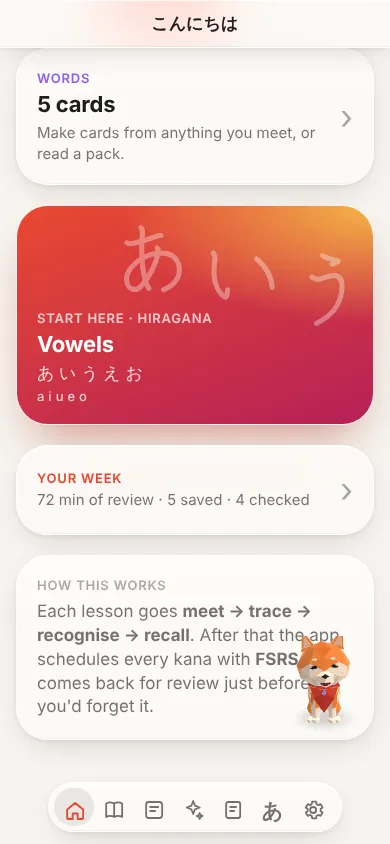 こんにちは
WORDS
5 cards
Make cards from anything you meet, or
read a pack.
あいう
START HERE · HIRAGANA
Vowels
あ い う え お
a i u e o
YOUR WEEK
72 min of review · 5 saved · 4 checked
HOW THIS WORKS
Each lesson goes meet → trace →
recognise → recall. After that the app
schedules every kana with FSRS
comes back for review just before
you'd forget it.
あ